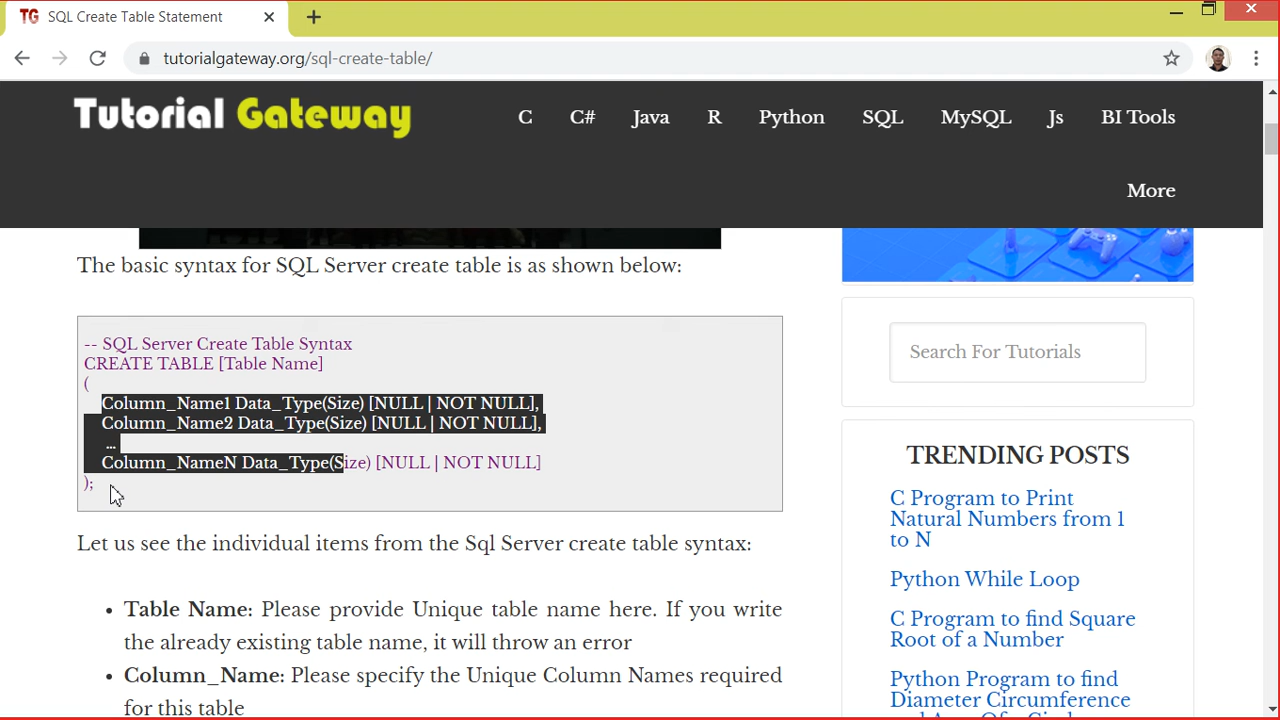 TG SQL Create Table Statement
tutorialgateway.org/sql-create-table/
Tutorial Gateway
C C# Java R Python SQL MySQL Js BI Tools
More
The basic syntax for SQL Server create table is as shown below:
-- SQL Server Create Table Syntax
CREATE TABLE [Table Name]
(
Column_Name1 Data_Type(Size) [NULL | NOT NULL],
Column_Name2 Data_Type(Size) [NULL | NOT NULL],
…
Column_NameN Data_Type(Size) [NULL | NOT NULL]
);
Let us see the individual items from the Sql Server create table syntax:
• Table Name: Please provide Unique table name here. If you write
the already existing table name, it will throw an error
• Column_Name: Please specify the Unique Column Names required
for this table
Search For Tutorials
TRENDING POSTS
C Program to Print
Natural Numbers from 1
to N
Python While Loop
C Program to find Square
Root of a Number
Python Program to find
Diameter Circumference